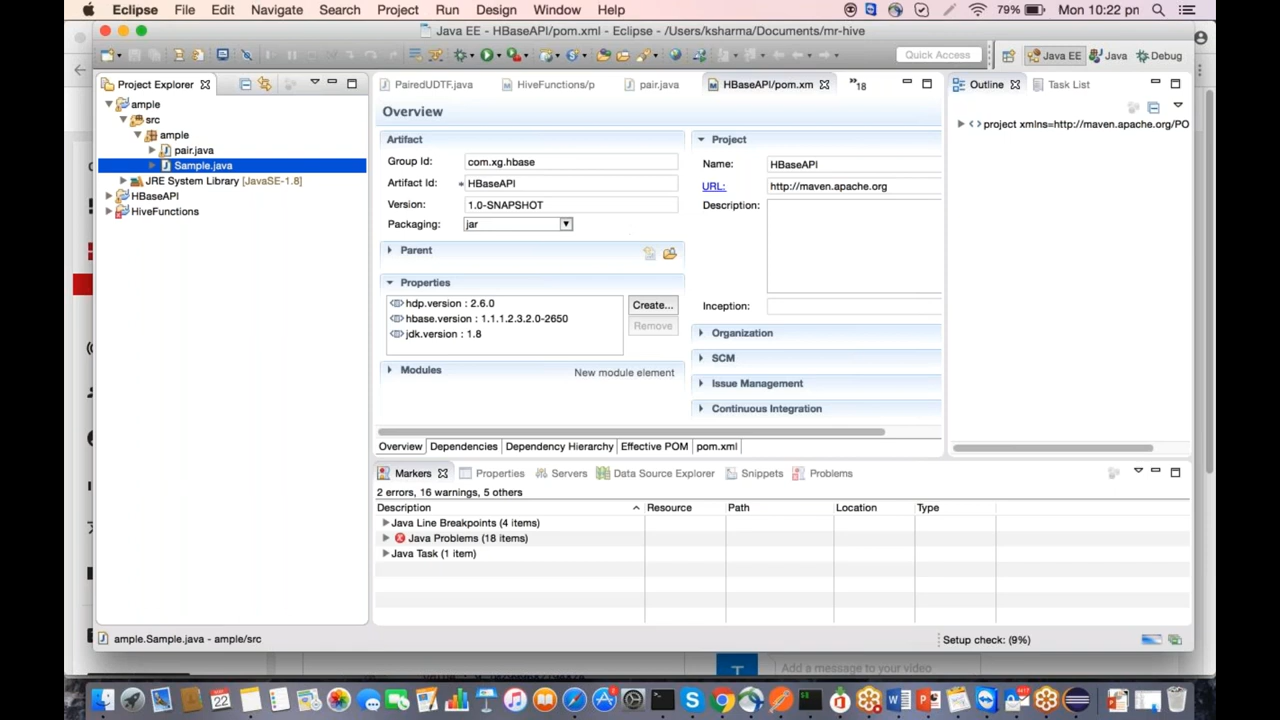 Eclipse File Edit Navigate Search Project Run Design Window Help 79% Mon 10:22 pm
Java EE - HBaseAPI/pom.xml - Eclipse - /Users/ksharma/Documents/mr-hive
Quick Access Java EE Java Debug
Project Explorer
ample
src
ample
pair.java
Sample.java
JRE System Library [JavaSE-1.8]
HBaseAPI
HiveFunctions
PairedUDTF.java HiveFunctions/p pair.java HBaseAPI/pom.xm »18
Overview
Artifact
Group Id: com.xg.hbase
Artifact Id: * HBaseAPI
Version: 1.0-SNAPSHOT
Packaging: jar
Parent
Properties
hdp.version : 2.6.0
hbase.version : 1.1.1.2.3.2.0-2650
jdk.version : 1.8
Create...
Remove
Modules New module element
Project
Name: HBaseAPI
URL: http://maven.apache.org
Description:
Inception:
Organization
SCM
Issue Management
Continuous Integration
Overview Dependencies Dependency Hierarchy Effective POM pom.xml
Outline Task List
project xmlns=http://maven.apache.org/PO
Markers Properties Servers Data Source Explorer Snippets Problems
2 errors, 16 warnings, 5 others
Description Resource Path Location Type
Java Line Breakpoints (4 items)
Java Problems (18 items)
Java Task (1 item)
ample.Sample.java - ample/src
Setup check: (9%)
T Add a message to your video
22